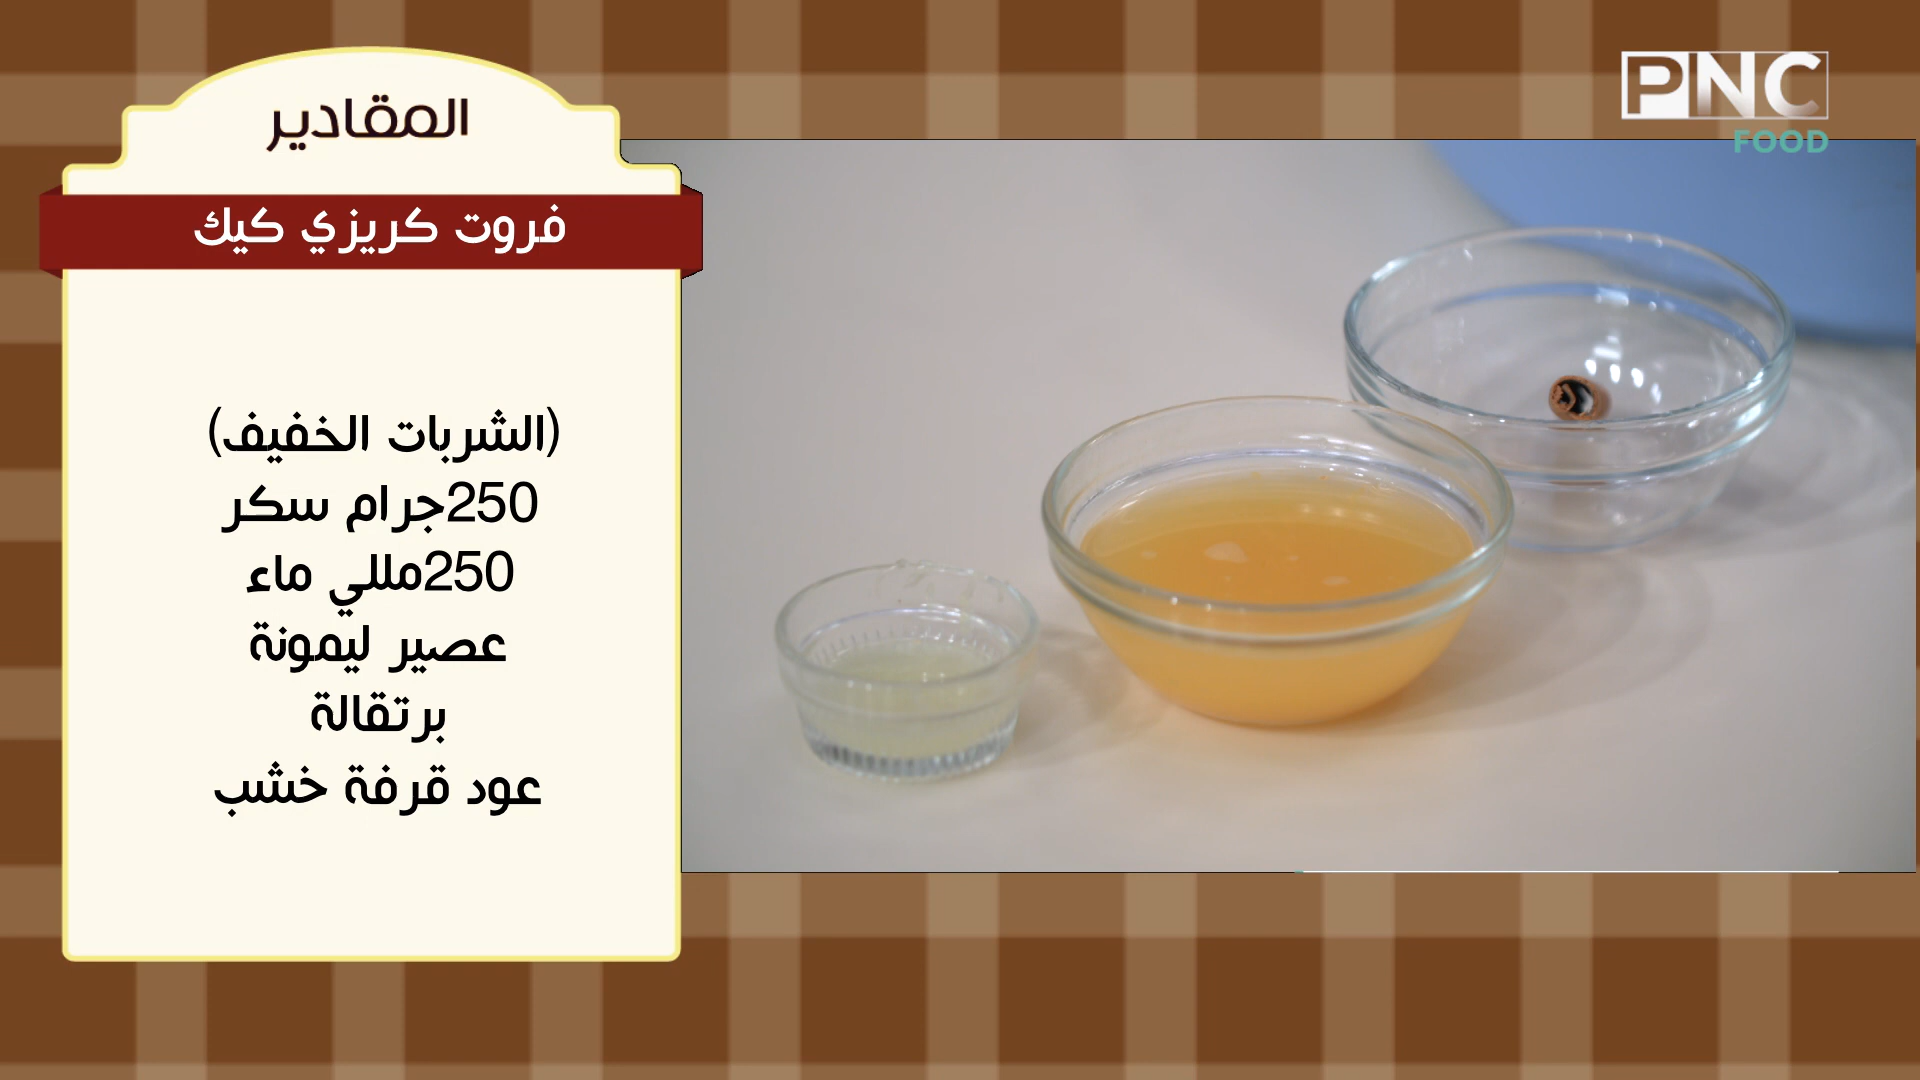 المقادير
فروت كريزي كيك
(الشربات الخفيف)
250جرام سكر
250مللي ماء
عصير ليمونة
برتقالة
عود قرفة خشب
PNC
FOOD